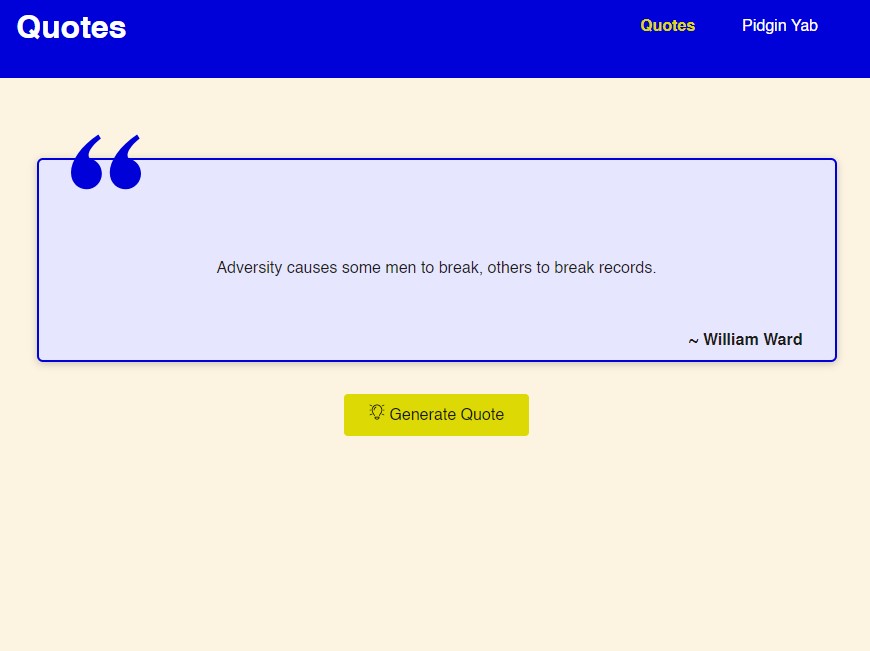 Quotes
Quotes Pidgin Yab
Adversity causes some men to break, others to break records.
~ William Ward
Generate Quote